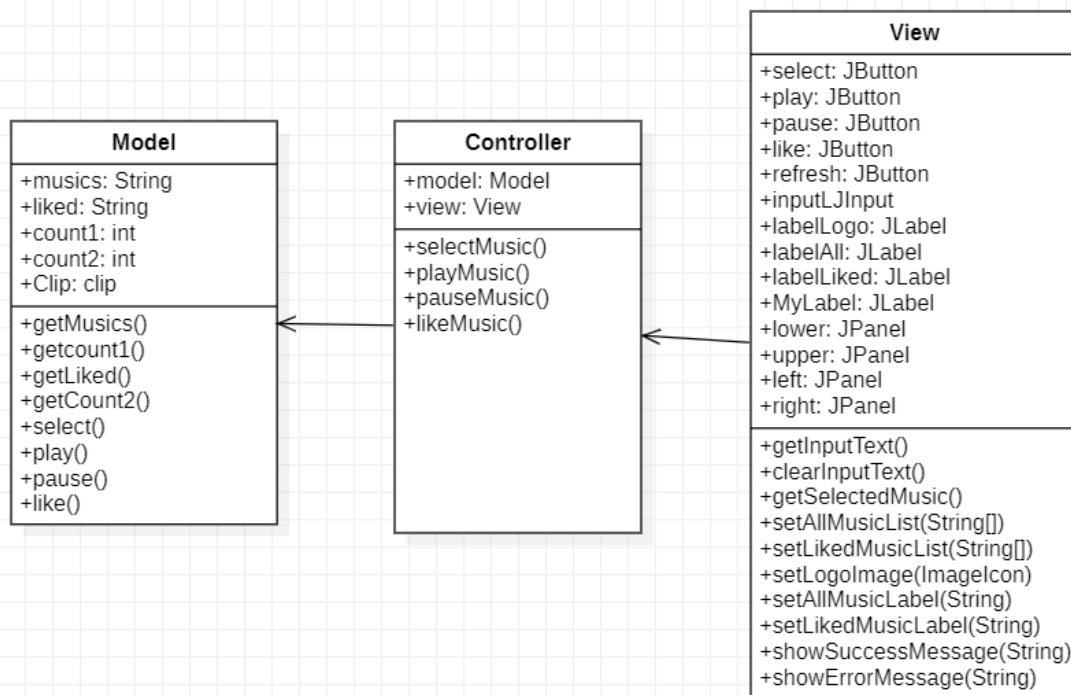 Model
+musics: String
+liked: String
+count1: int
+count2: int
+Clip: clip
+getMusics()
+getcount1()
+getLiked()
+getCount2()
+select()
+play()
+pause()
+like()
Controller
+model: Model
+view: View
+selectMusic()
+playMusic()
+pauseMusic()
+likeMusic()
View
+select: JButton
+play: JButton
+pause: JButton
+like: JButton
+refresh: JButton
+inputLJInput
+labelLogo: JLabel
+labelAll: JLabel
+labelLiked: JLabel
+MyLabel: JLabel
+lower: JPanel
+upper: JPanel
+left: JPanel
+right: JPanel
+getInputText()
+clearInputText()
+getSelectedMusic()
+setAllMusicList(String[])
+setLikedMusicList(String[])
+setLogoImage(ImageIcon)
+setAllMusicLabel(String)
+setLikedMusicLabel(String)
+showSuccessMessage(String)
+showErrorMessage(String)